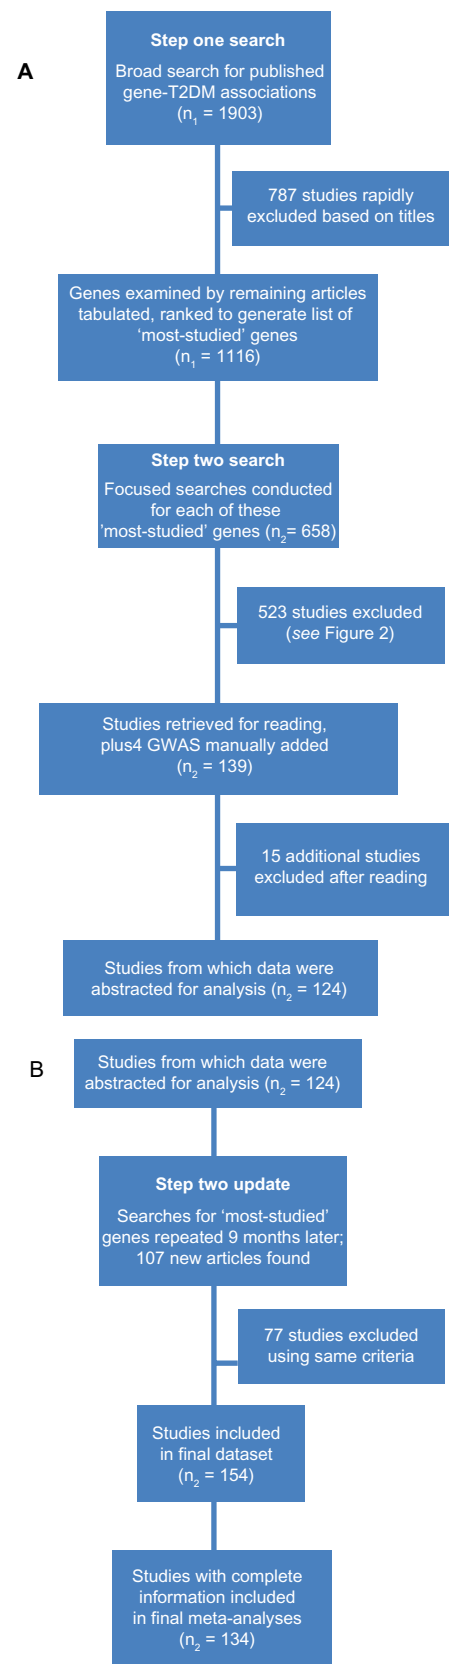 A
Step one search
Broad search for published
gene-T2DM associations
(n1 = 1903)
787 studies rapidly
excluded based on titles
Genes examined by remaining articles
tabulated, ranked to generate list of
‘most-studied’ genes
(n1 = 1116)
Step two search
Focused searches conducted
for each of these
’most-studied’ genes (n2= 658)
523 studies excluded
(see Figure 2)
Studies retrieved for reading,
plus4 GWAS manually added
(n2 = 139)
15 additional studies
excluded after reading
Studies from which data were
abstracted for analysis (n2 = 124)
B
Studies from which data were
abstracted for analysis (n2 = 124)
Step two update
Searches for ‘most-studied’
genes repeated 9 months later;
107 new articles found
77 studies excluded
using same criteria
Studies included
in final dataset
(n2 = 154)
Studies with complete
information included
in final meta-analyses
(n2 = 134)